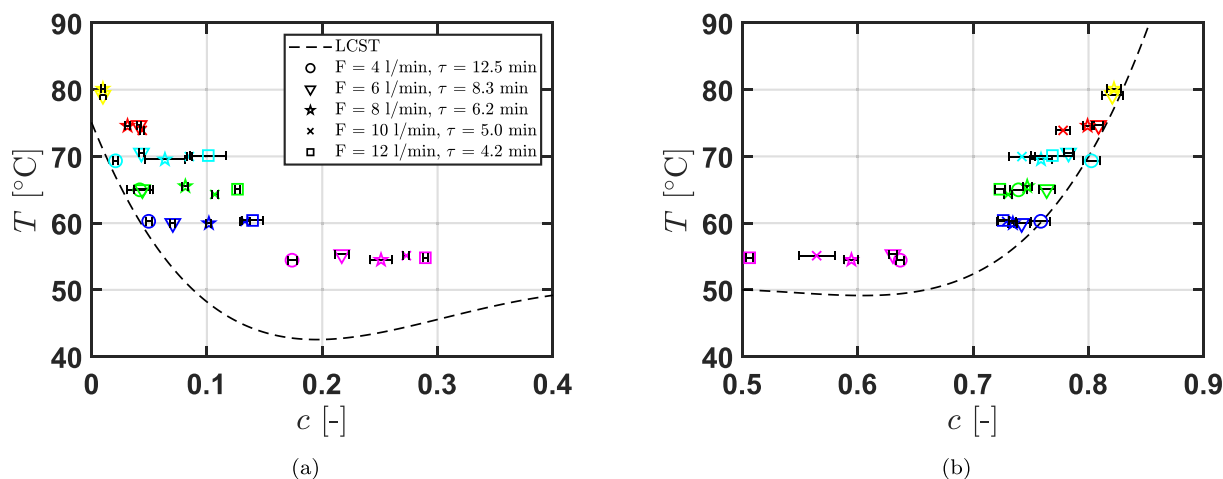 90
80
70
60
50
40
T [°C]
0
0.1
0.2
0.3
0.4
c [-]
LCST
F = 4 l/min, τ = 12.5 min
F = 6 l/min, τ = 8.3 min
F = 8 l/min, τ = 6.2 min
F = 10 l/min, τ = 5.0 min
F = 12 l/min, τ = 4.2 min
(a)
90
80
70
60
50
40
T [°C]
0.5
0.6
0.7
0.8
0.9
c [-]
(b)